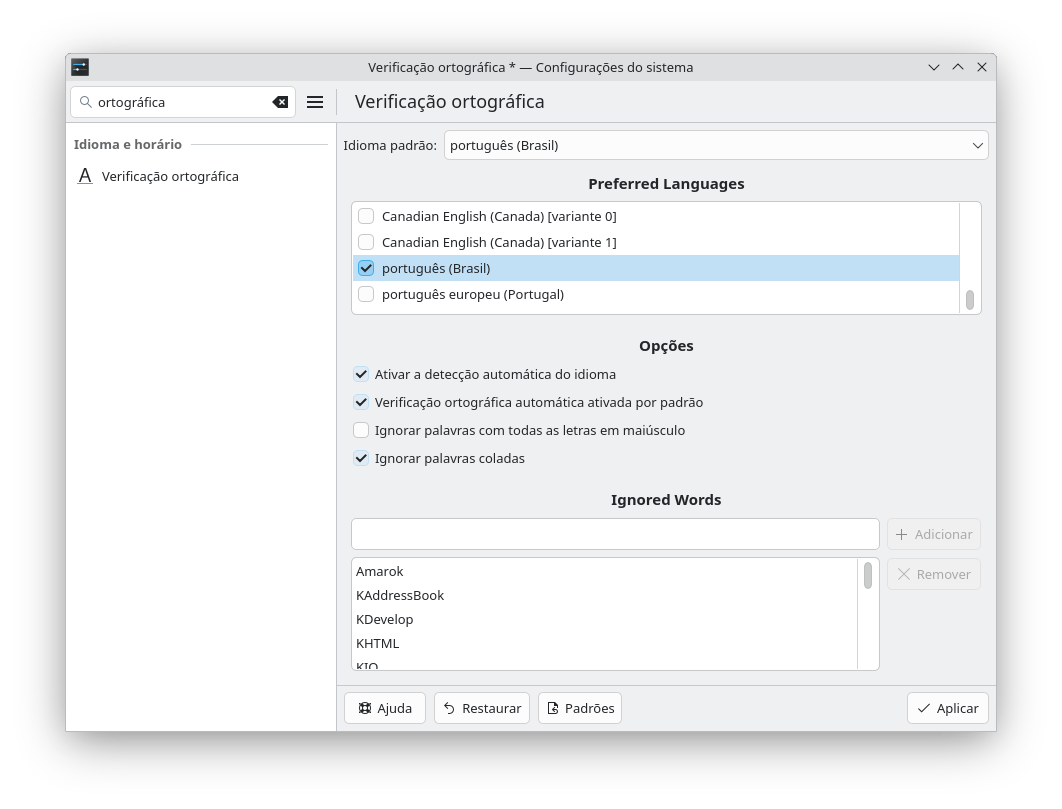 Verificação ortográfica * — Configurações do sistema
ortográfica
Verificação ortográfica
Idioma e horário
Verificação ortográfica
Idioma padrão: português (Brasil)
Preferred Languages
Canadian English (Canada) [variante 0]
Canadian English (Canada) [variante 1]
português (Brasil)
português europeu (Portugal)
Opções
Ativar a detecção automática do idioma
Verificação ortográfica automática ativada por padrão
Ignorar palavras com todas as letras em maiúsculo
Ignorar palavras coladas
Ignored Words
Adicionar
Amarok
Remover
KAddressBook
KDevelop
KHTML
KIO
Ajuda Restaurar Padrões Aplicar